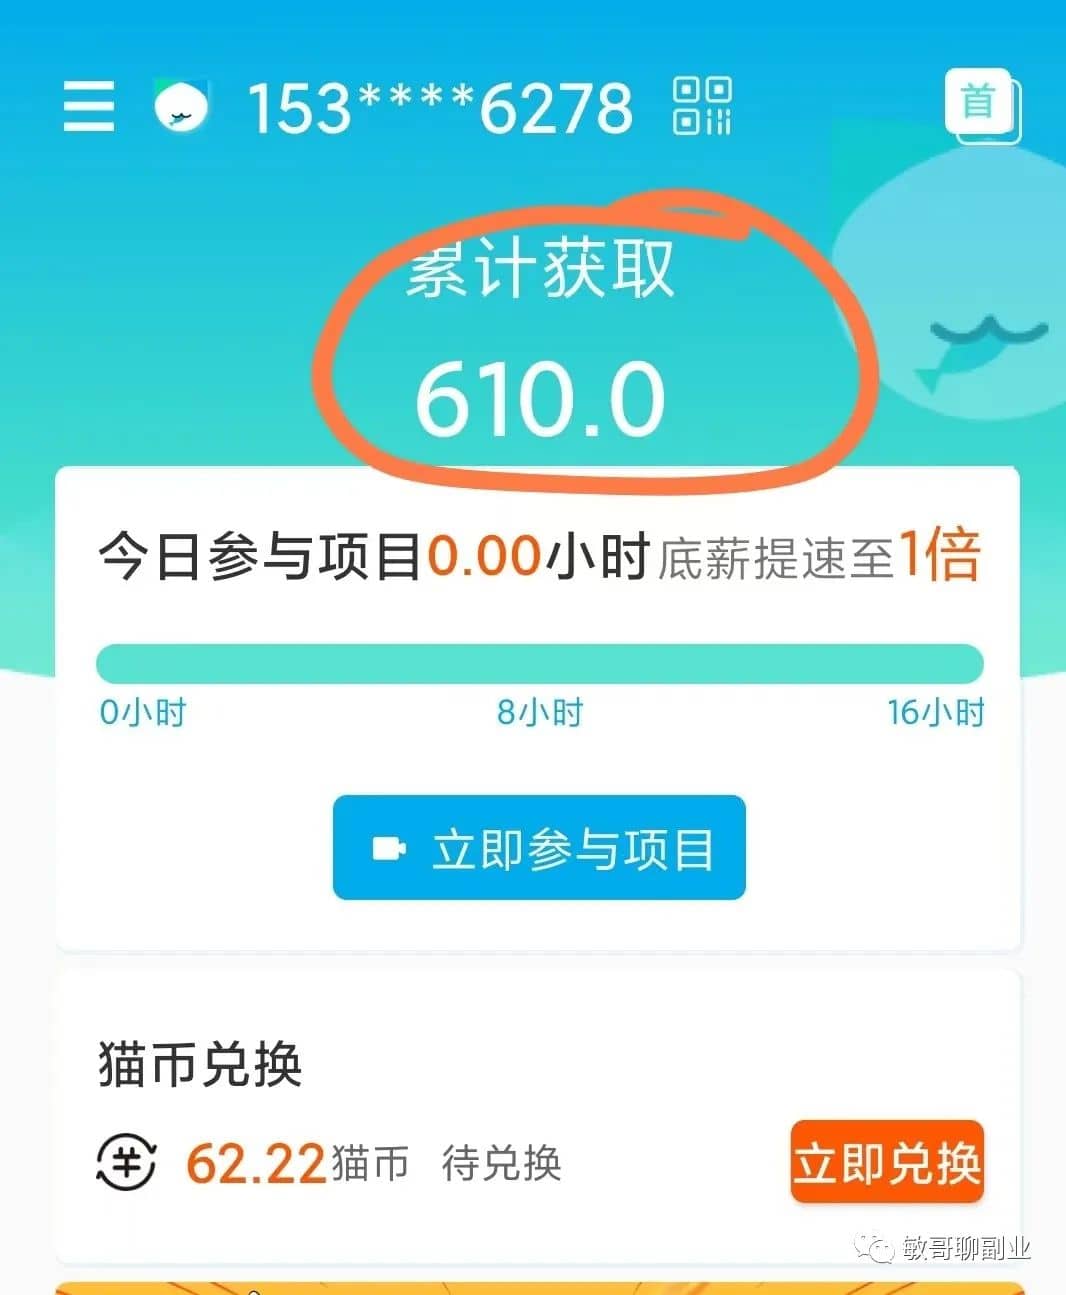 153****6278
首
累计获取
610.0
今日参与项目0.00小时 底薪提速至1倍
0小时 8小时 16小时
立即参与项目
猫币兑换
62.22猫币 待兑换 立即兑换
敏哥聊副业